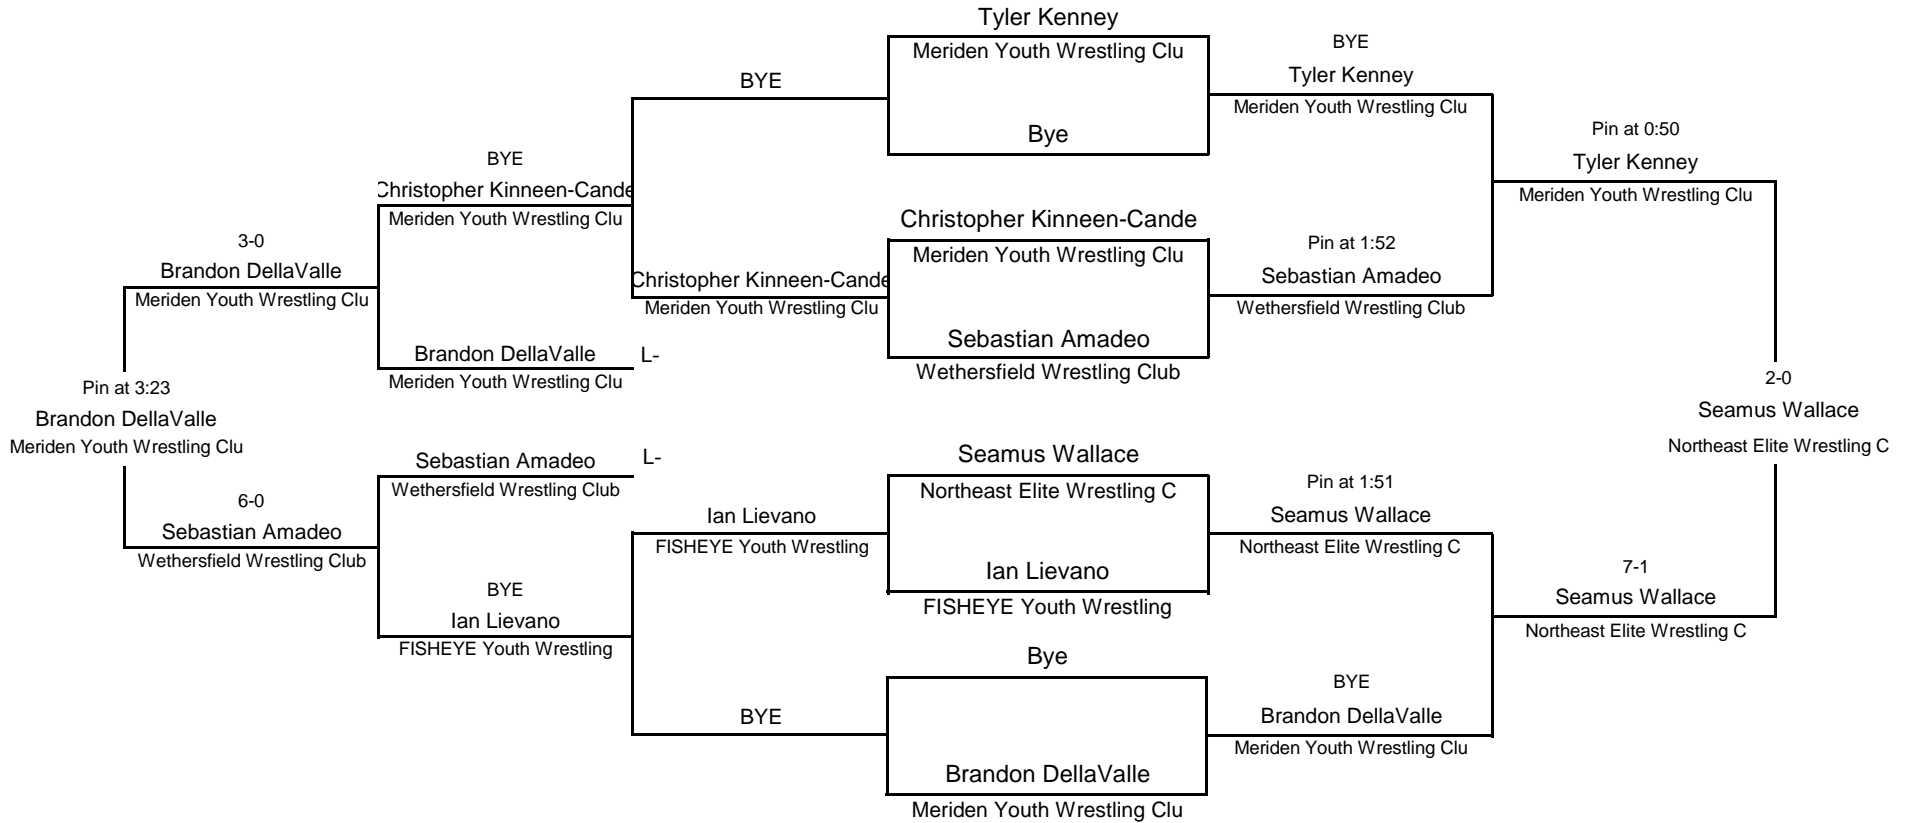 Tyler Kenney
Meriden Youth Wrestling Clu
BYE
Tyler Kenney
Meriden Youth Wrestling Clu
BYE
Bye
Pin at 0:50
Tyler Kenney
Meriden Youth Wrestling Clu
BYE
Christopher Kinneen-Cande
Meriden Youth Wrestling Clu
Christopher Kinneen-Cande
Meriden Youth Wrestling Clu
3-0
Brandon DellaValle
Meriden Youth Wrestling Clu
Christopher Kinneen-Cande
Meriden Youth Wrestling Clu
Pin at 1:52
Sebastian Amadeo
Wethersfield Wrestling Club
Sebastian Amadeo
Wethersfield Wrestling Club
Brandon DellaValle L-
Meriden Youth Wrestling Clu
Pin at 3:23
Brandon DellaValle
Meriden Youth Wrestling Clu
2-0
Seamus Wallace
Northeast Elite Wrestling C
Sebastian Amadeo L-
Wethersfield Wrestling Club
Seamus Wallace
Northeast Elite Wrestling C
Pin at 1:51
Seamus Wallace
Northeast Elite Wrestling C
6-0
Sebastian Amadeo
Wethersfield Wrestling Club
Ian Lievano
FISHEYE Youth Wrestling
Ian Lievano
FISHEYE Youth Wrestling
7-1
Seamus Wallace
Northeast Elite Wrestling C
BYE
Ian Lievano
FISHEYE Youth Wrestling
Bye
BYE
BYE
Brandon DellaValle
Meriden Youth Wrestling Clu
Brandon DellaValle
Meriden Youth Wrestling Clu